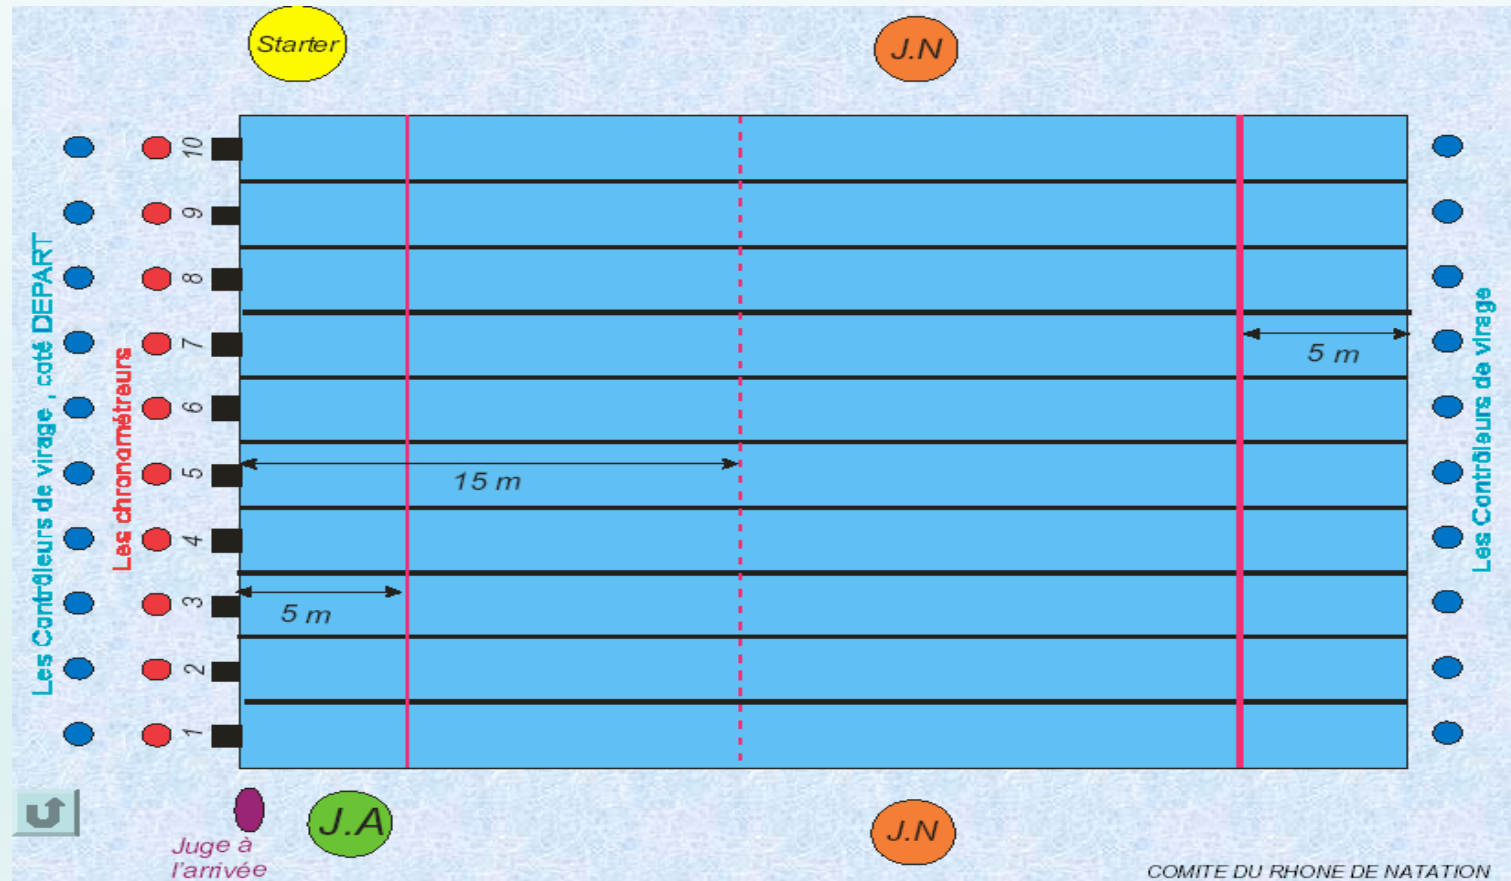 Starter
J.N
10
9
8
7
6
5
4
3
2
1
Les Contrôleurs de virage , coté DEPART
Les chronométreurs
5 m
15 m
5 m
Les Contrôleurs de virage
J.A
J.N
Juge à
l'arrivée
COMITE DU RHONE DE NATATION